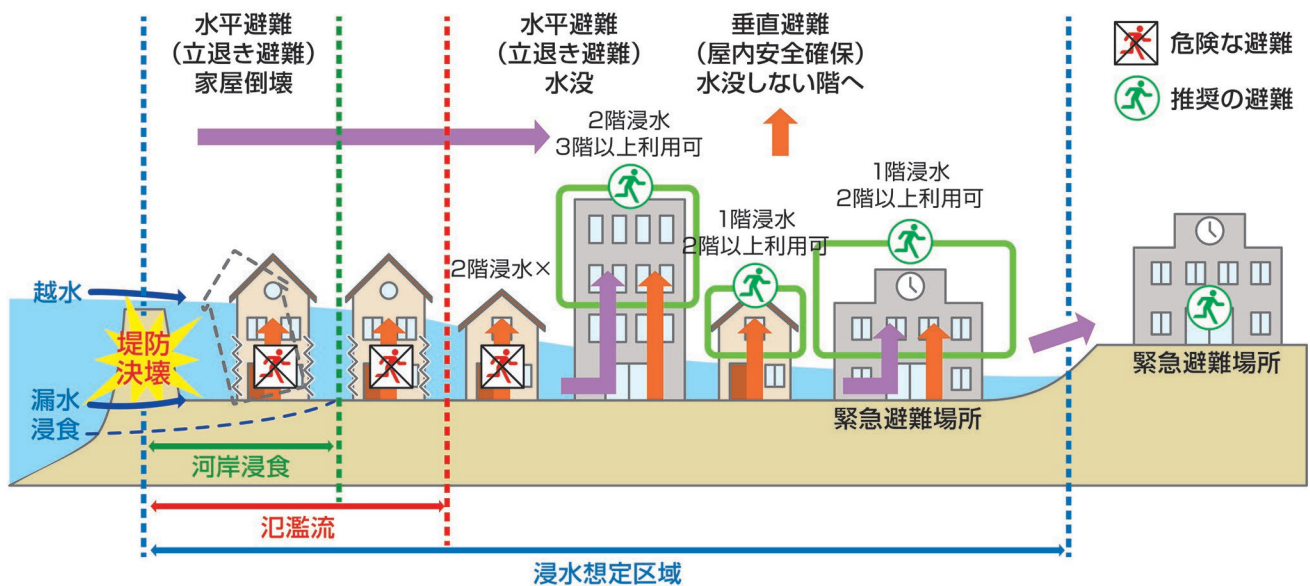 水平避難
（立退き避難）
家屋倒壊
水平避難
（立退き避難）
水没
垂直避難
（屋内安全確保）
水没しない階へ
危険な避難
推奨の避難
2階浸水
3階以上利用可
1階浸水
2階以上利用可
1階浸水
2階以上利用可
2階浸水×
越水
堤防
決壊
漏水
浸食
緊急避難場所
緊急避難場所
河岸浸食
氾濫流
浸水想定区域